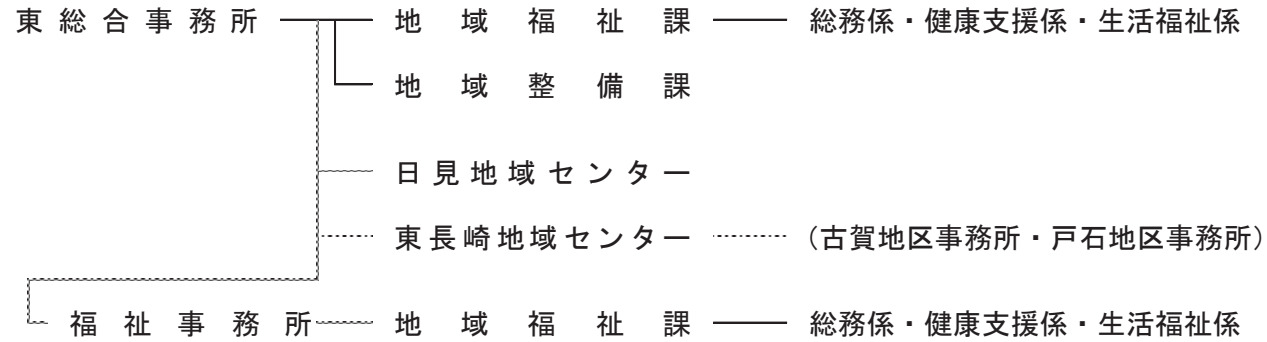 東総合事務所 地域福祉課 総務係・健康支援係・生活福祉係
地域整備課
日見地域センター
東長崎地域センター (古賀地区事務所・戸石地区事務所)
福祉事務所 地域福祉課 総務係・健康支援係・生活福祉係